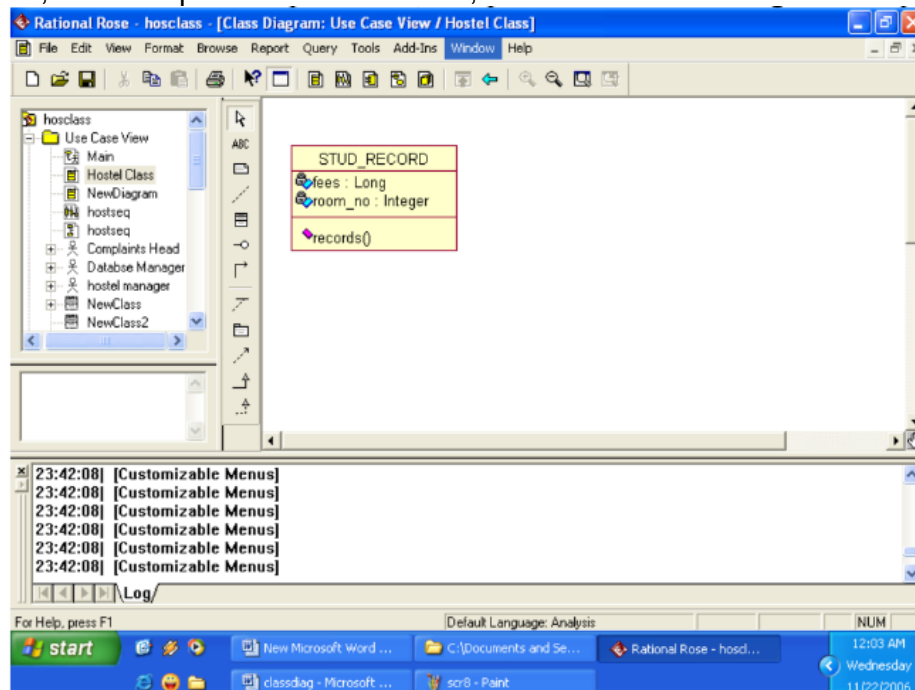 Rational Rose - hosclass - [Class Diagram: Use Case View / Hostel Class]
File Edit View Format Browse Report Query Tools Add-Ins Window Help
hosclass
Use Case View
Main
Hostel Class
NewDiagram
hostseq
hostseq
Complaints Head
Databse Manager
hostel manager
NewClass
NewClass2
ABC
STUD_RECORD
fees : Long
room_no : Integer
records()
23:42:08| [Customizable Menus]
23:42:08| [Customizable Menus]
23:42:08| [Customizable Menus]
23:42:08| [Customizable Menus]
23:42:08| [Customizable Menus]
23:42:08| [Customizable Menus]
Log
For Help, press F1 Default Language: Analysis NUM
start New Microsoft Word ... C:\Documents and Se... Rational Rose - hoscl... 12:03 AM
Wednesday
classdiag - Microsoft ... scr8 - Paint 11/22/2006